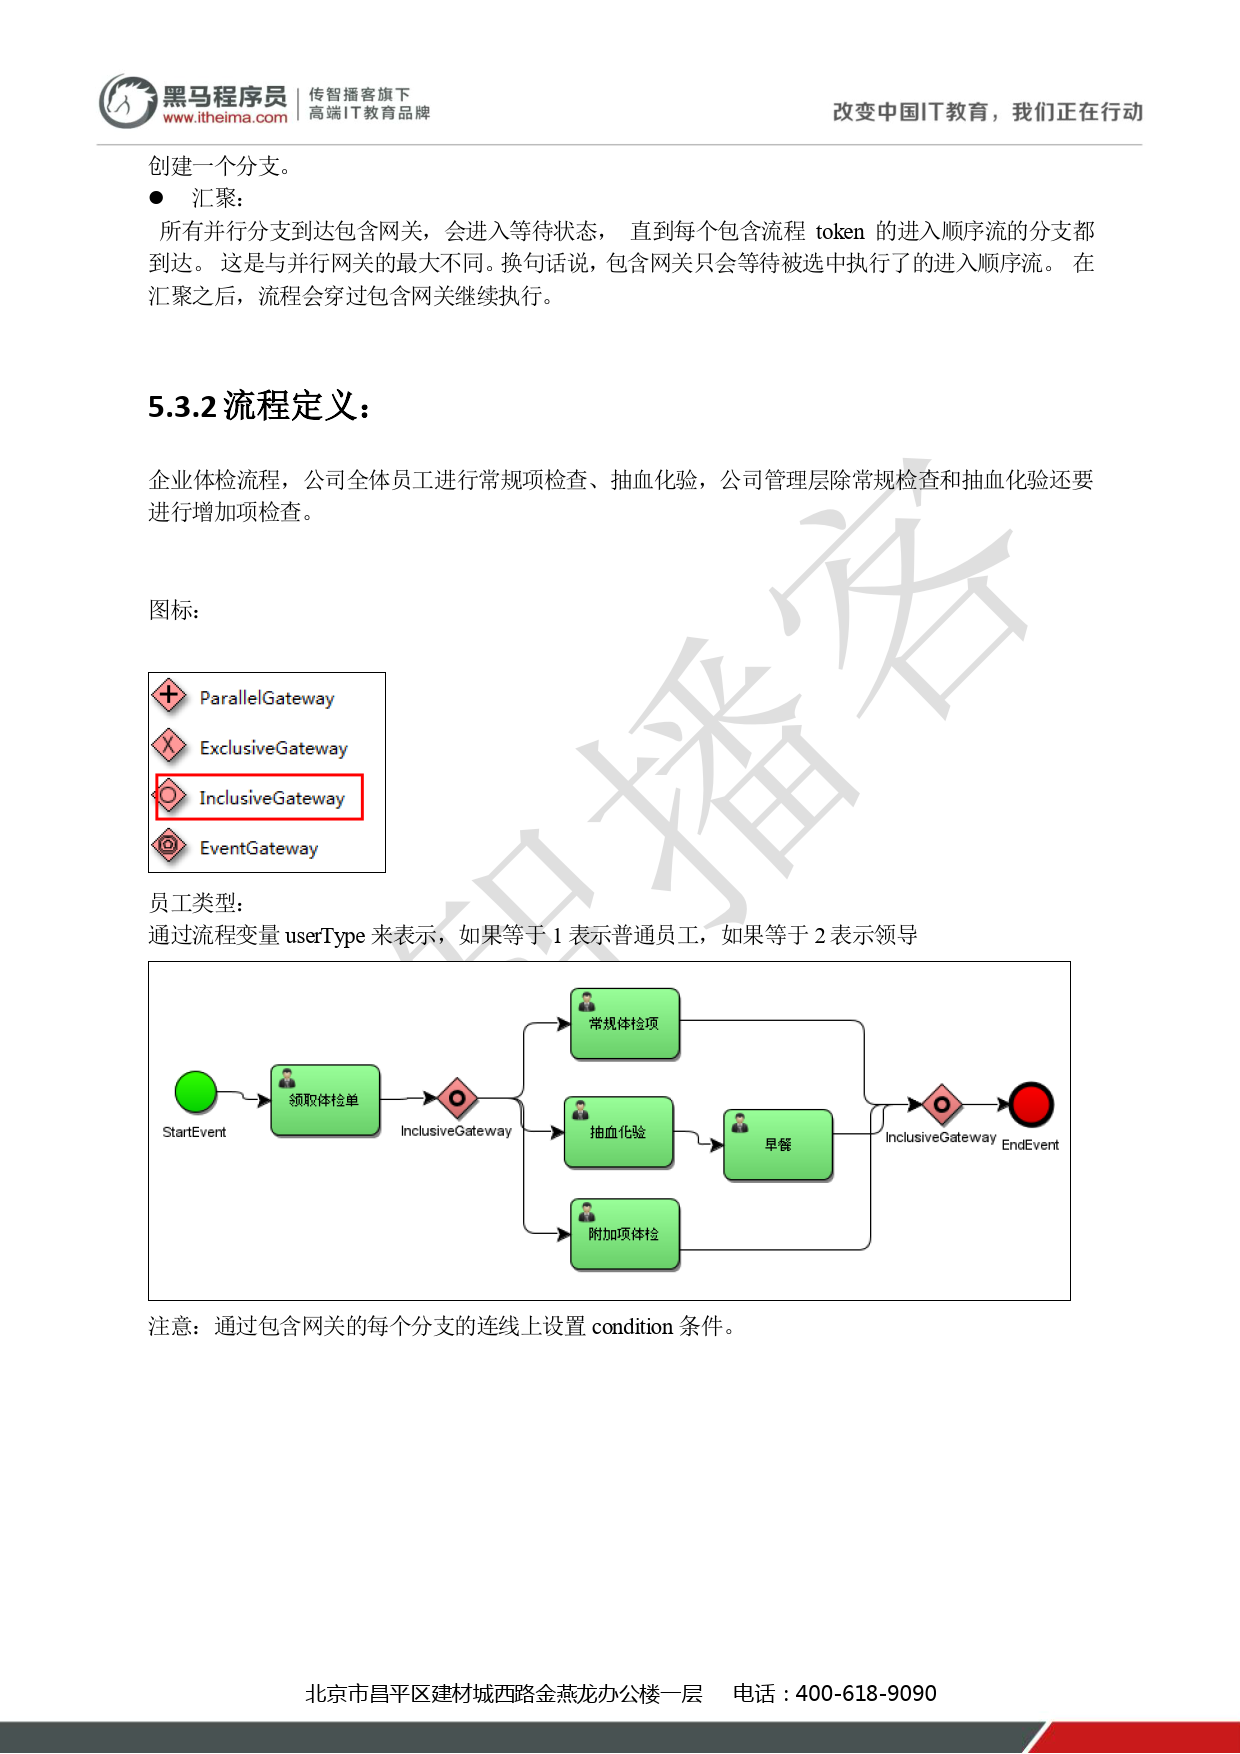 黑马程序员
www.itheima.com
传智播客旗下
高端IT教育品牌
改变中国IT教育，我们正在行动
创建一个分支。
● 汇聚：
所有并行分支到达包含网关，会进入等待状态， 直到每个包含流程 token 的进入顺序流的分支都
到达。 这是与并行网关的最大不同。换句话说，包含网关只会等待被选中执行了的进入顺序流。 在
汇聚之后，流程会穿过包含网关继续执行。
5.3.2 流程定义：
企业体检流程，公司全体员工进行常规项检查、抽血化验，公司管理层除常规检查和抽血化验还要
进行增加项检查。
图标：
ParallelGateway
ExclusiveGateway
InclusiveGateway
EventGateway
员工类型：
通过流程变量 userType 来表示，如果等于 1 表示普通员工，如果等于 2 表示领导
常规体检项
领取体检单
抽血化验
早餐
StartEvent
InclusiveGateway
InclusiveGateway
EndEvent
附加项体检
注意：通过包含网关的每个分支的连线上设置 condition 条件。
智播客
北京市昌平区建材城西路金燕龙办公楼一层 电话：400-618-9090